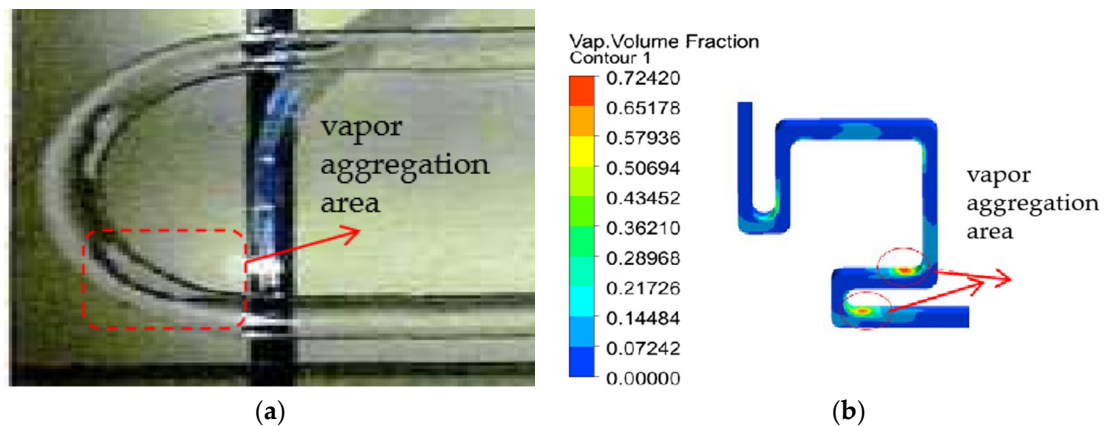 vapor
aggregation
area
(a)
Vap.Volume Fraction
Contour 1
0.72420
0.65178
0.57936
0.50694
0.43452
0.36210
0.28968
0.21726
0.14484
0.07242
0.00000
vapor
aggregation
area
(b)